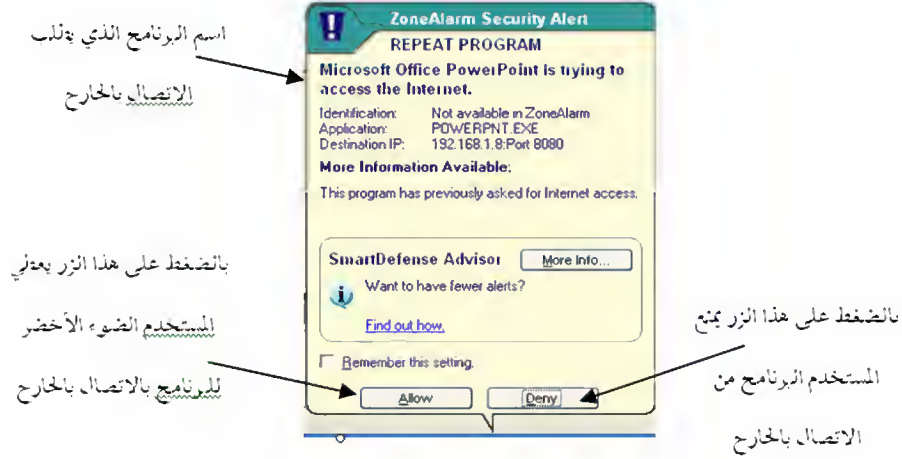 اسم البرنامج الذي يطلب
الاتصال بالخارج
ZoneAlarm Security Alert
REPEAT PROGRAM
Microsoft Office PowerPoint is trying to
access the Internet.
Identification: Not available in ZoneAlarm
Application: POWERPNT.EXE
Destination IP: 192.168.1.8:Port 8080
More Information Available:
This program has previously asked for Internet access.
SmartDefense Advisor
More Info...
Want to have fewer alerts?
Find out how.
Remember this setting.
Allow
Deny
بالضغط على هذا الزر يعطي
المستخدم الضوء الأخضر
للبرنامج بالاتصال بالخارج
بالضغط على هذا الزر يمنع
المستخدم البرنامج من
الاتصال بالخارج